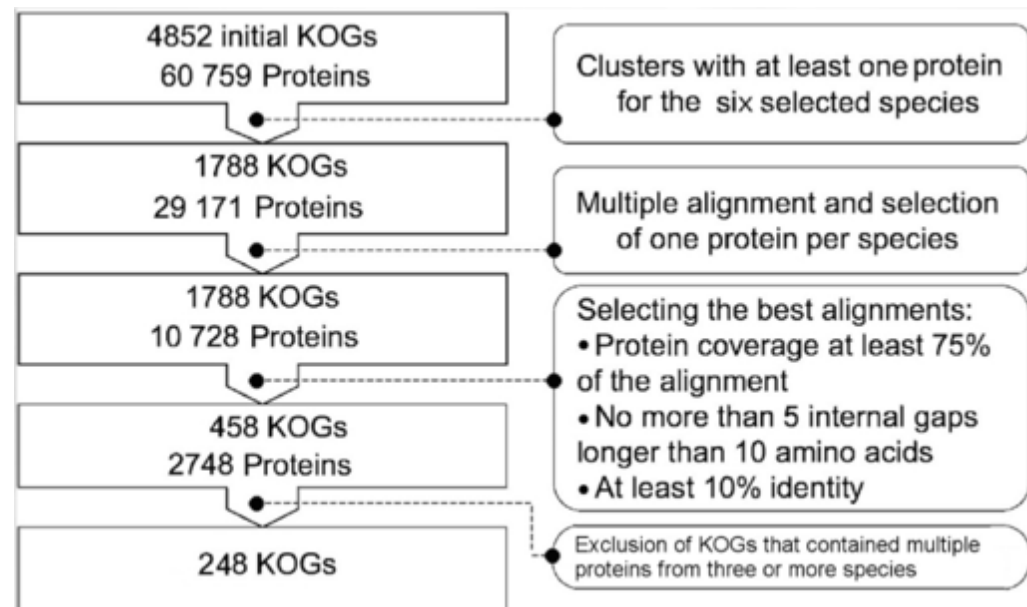 4852 initial KOGs
60 759 Proteins
Clusters with at least one protein
for the six selected species
1788 KOGs
29 171 Proteins
Multiple alignment and selection
of one protein per species
1788 KOGs
10 728 Proteins
Selecting the best alignments:
• Protein coverage at least 75%
of the alignment
• No more than 5 internal gaps
longer than 10 amino acids
• At least 10% identity
458 KOGs
2748 Proteins
Exclusion of KOGs that contained multiple
proteins from three or more species
248 KOGs